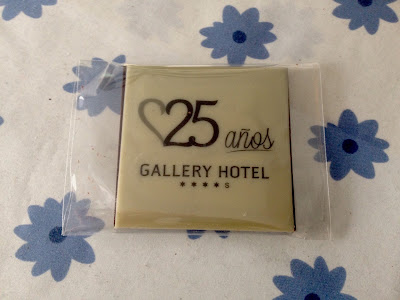 25 años
GALLERY HOTEL
****S